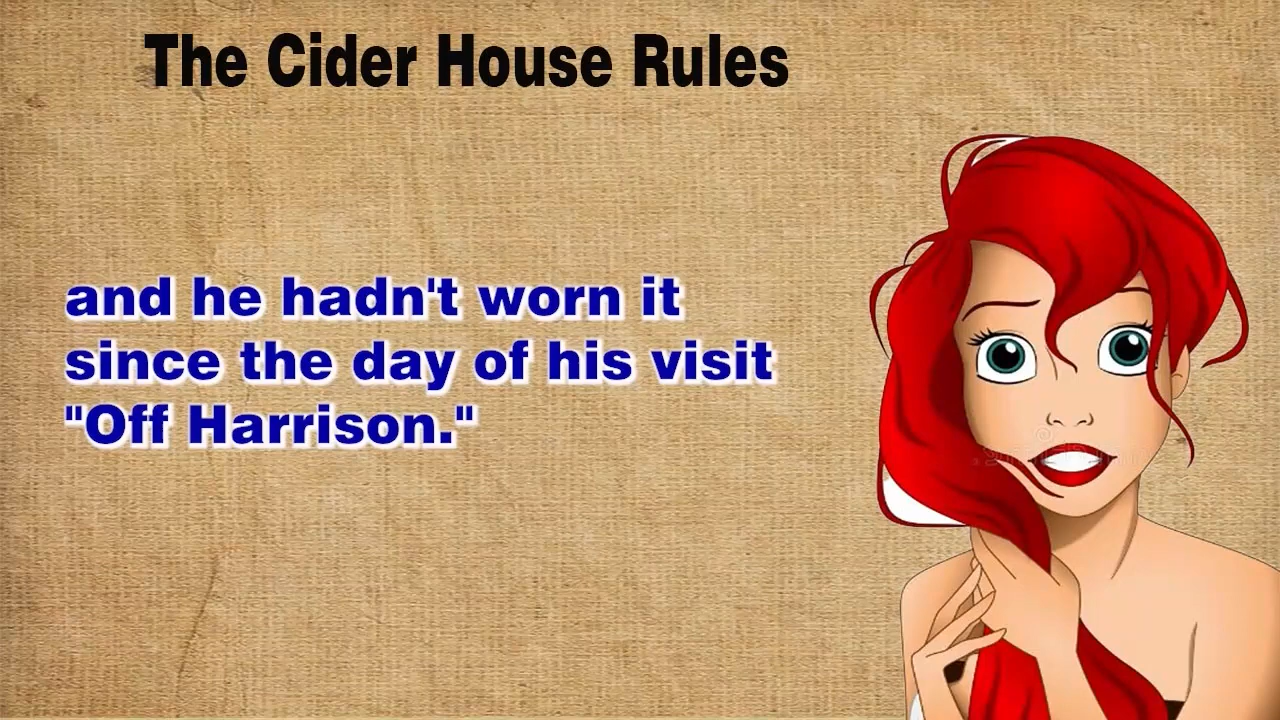 The Cider House Rules
and he hadn't worn it
since the day of his visit
"Off Harrison."